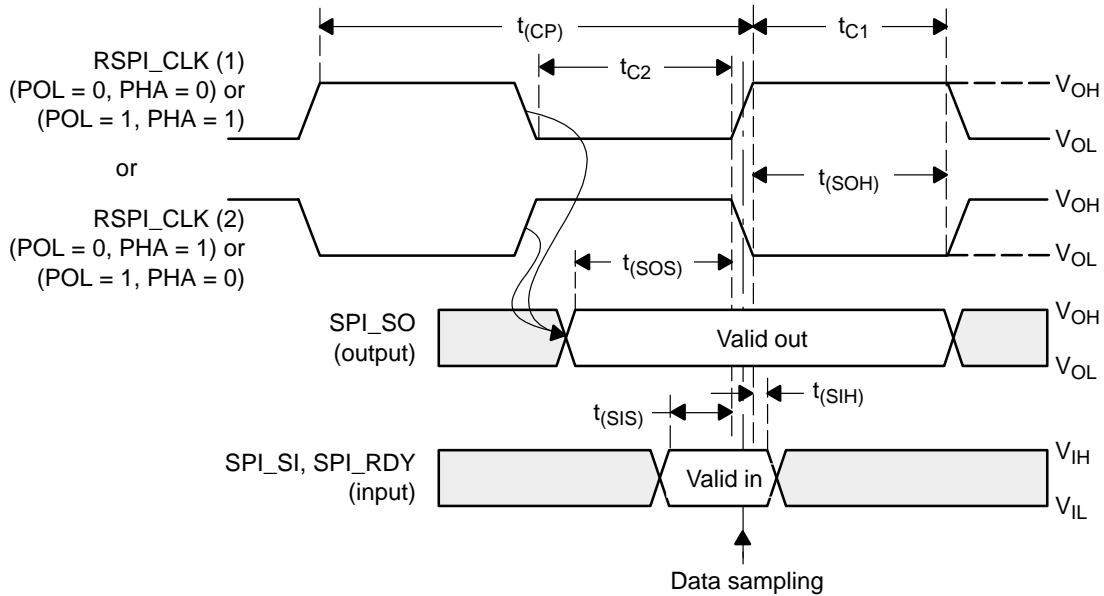 t(CP)
tC1
RSPI_CLK (1)
(POL = 0, PHA = 0) or
(POL = 1, PHA = 1)
tC2
VOH
VOL
or
t(SOH)
RSPI_CLK (2)
(POL = 0, PHA = 1) or
(POL = 1, PHA = 0)
VOH
VOL
t(SOS)
SPI_SO
(output)
Valid out
VOH
VOL
t(SIS)
t(SIH)
SPI_SI, SPI_RDY
(input)
Valid in
VIH
VIL
Data sampling